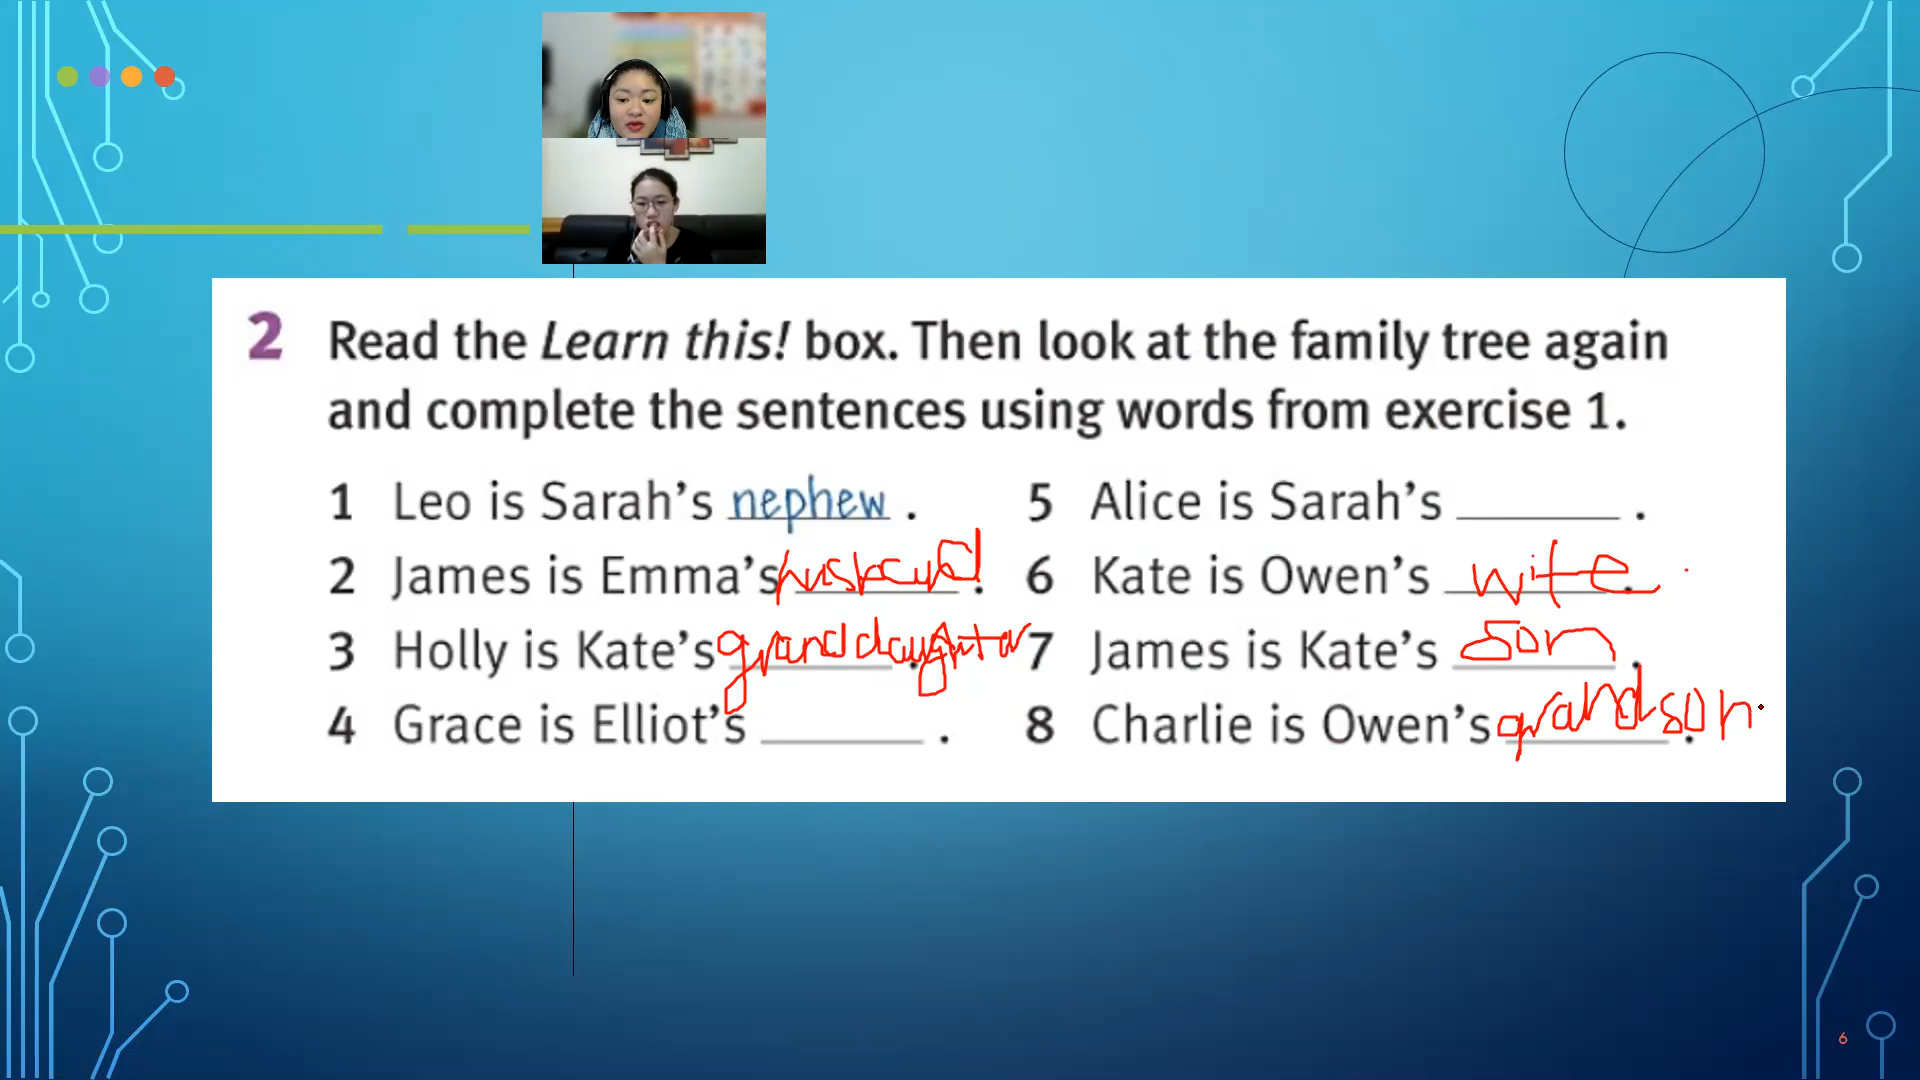 2 Read the Learn this! box. Then look at the family tree again
and complete the sentences using words from exercise 1.
1 Leo is Sarah's nephew .
2 James is Emma's husband .
3 Holly is Kate's granddaughter .
4 Grace is Elliot's ________ .
5 Alice is Sarah's ________ .
6 Kate is Owen's wife .
7 James is Kate's son .
8 Charlie is Owen's grandson .
6